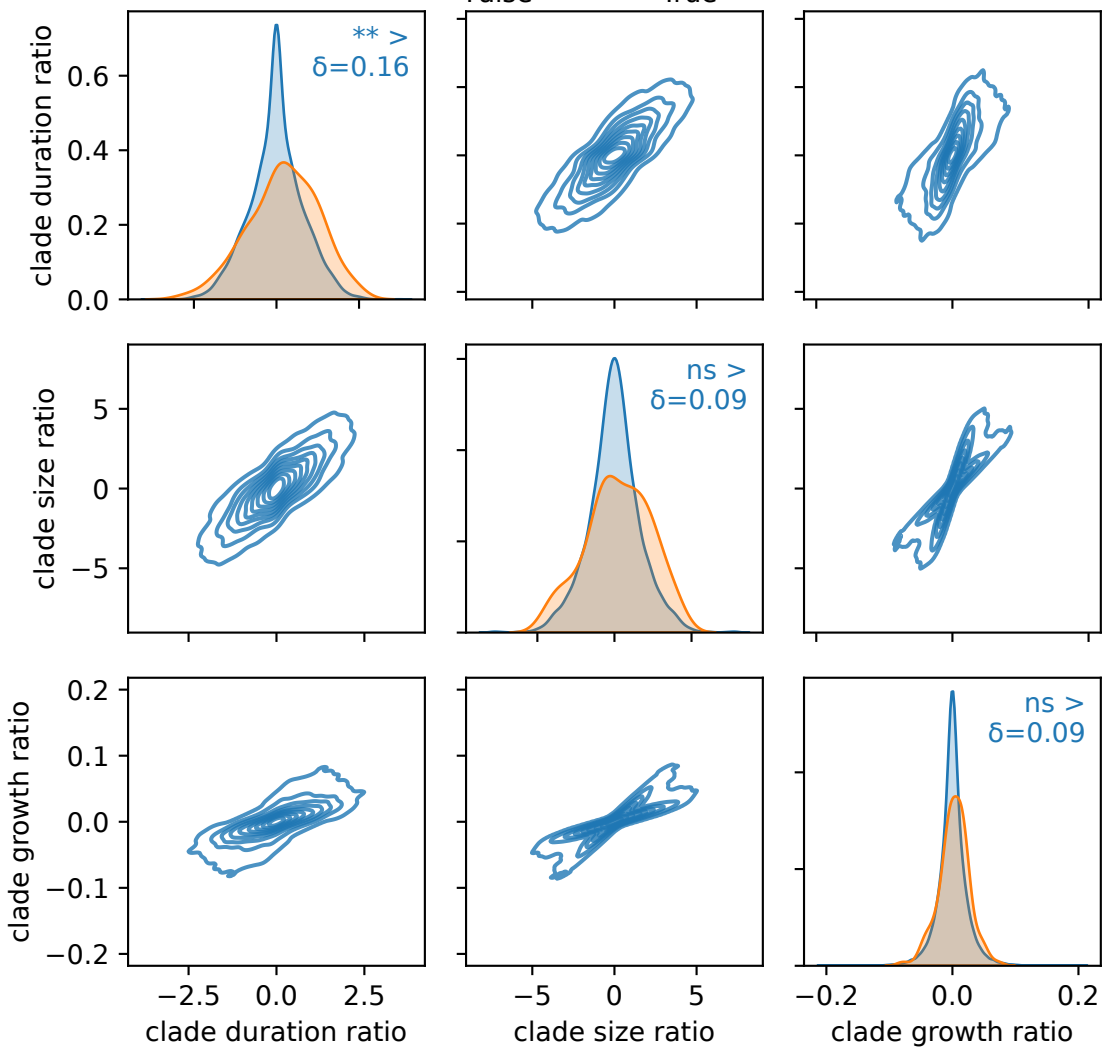 False True
** >
δ=0.16
clade duration ratio
0.6
0.4
0.2
0.0
ns >
δ=0.09
clade size ratio
5
0
−5
ns >
δ=0.09
clade growth ratio
0.2
0.1
0.0
−0.1
−0.2
−2.5 0.0 2.5
−5 0 5
−0.2 0.0 0.2
clade duration ratio
clade size ratio
clade growth ratio